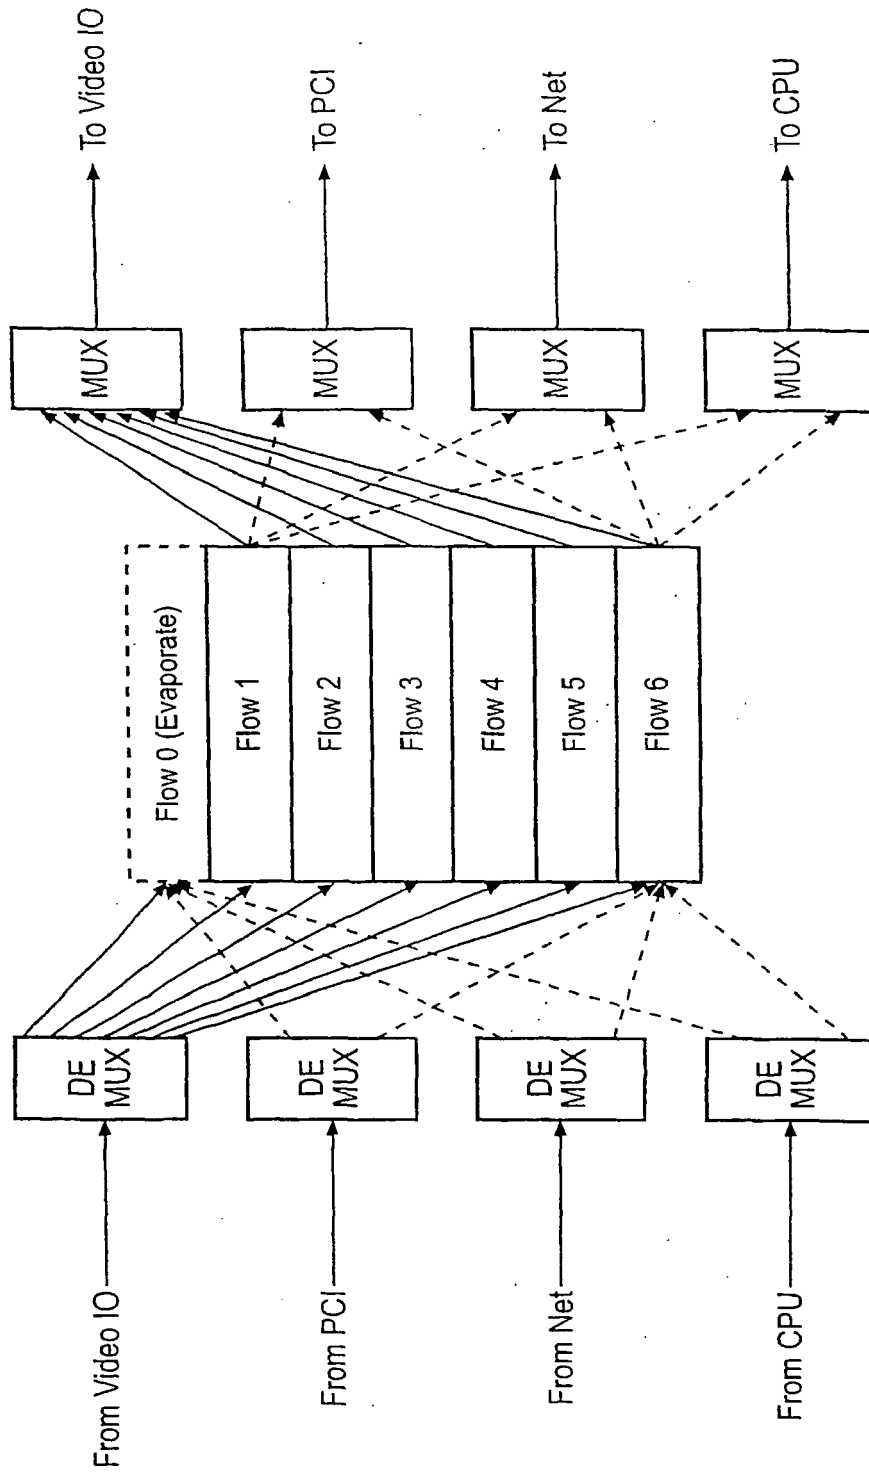 From Video IO
From PCI
From Net
From CPU
DE
MUX
DE
MUX
DE
MUX
DE
MUX
Flow 0 (Evaporate)
Flow 1
Flow 2
Flow 3
Flow 4
Flow 5
Flow 6
MUX
MUX
MUX
MUX
To Video IO
To PCI
To Net
To CPU